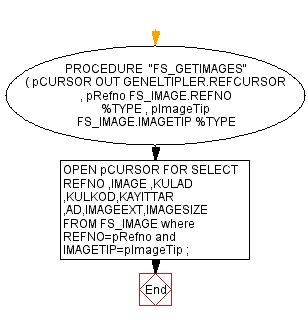 PROCEDURE "FS_GETIMAGES"
( pCURSOR OUT GENELTIPLER.REFCURSOR
, pRefno FS_IMAGE.REFNO
%TYPE , pImageTip
FS_IMAGE.IMAGETIP %TYPE
OPEN pCURSOR FOR SELECT
REFNO ,IMAGE ,KULAD
,KULKOD,KAYITTAR
,AD,IMAGEEXT,IMAGESIZE
FROM FS_IMAGE where
REFNO=pRefno and
IMAGETIP=pImageTip ;
End